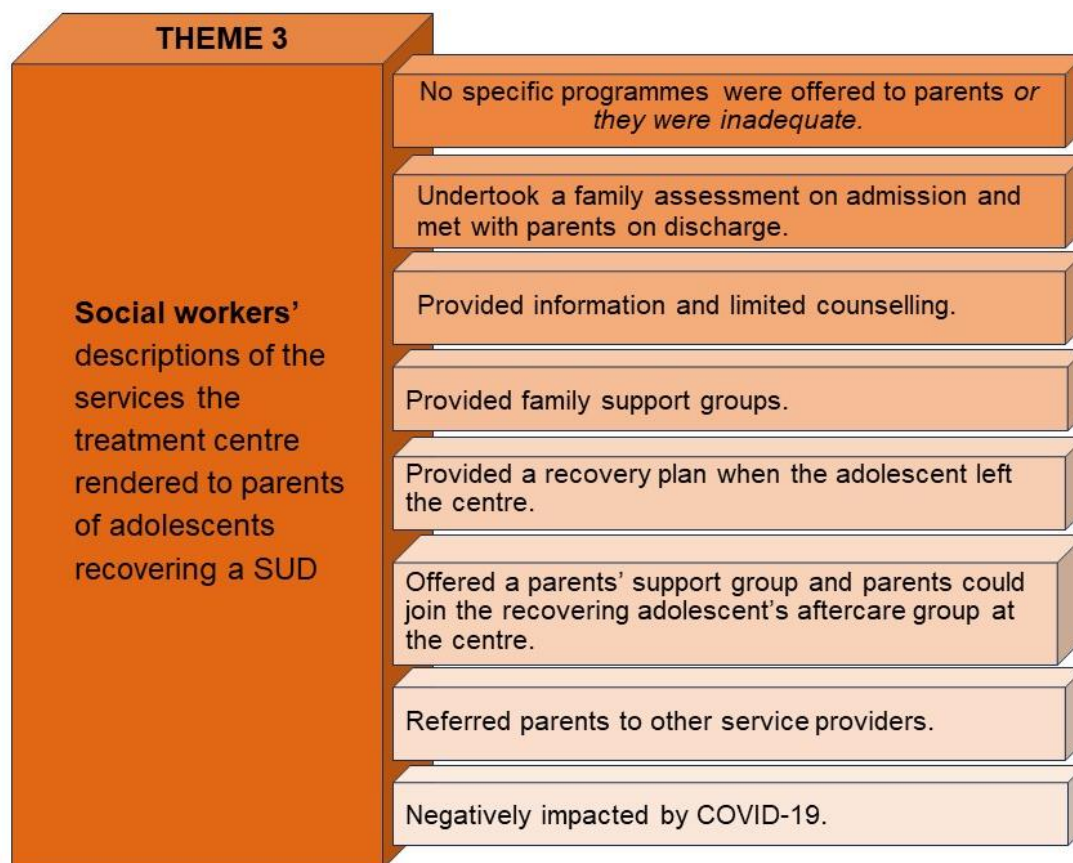 THEME 3
Social workers’
descriptions of the
services the
treatment centre
rendered to parents
of adolescents
recovering a SUD
No specific programmes were offered to parents or
they were inadequate.
Undertook a family assessment on admission and
met with parents on discharge.
Provided information and limited counselling.
Provided family support groups.
Provided a recovery plan when the adolescent left
the centre.
Offered a parents’ support group and parents could
join the recovering adolescent’s aftercare group at
the centre.
Referred parents to other service providers.
Negatively impacted by COVID-19.